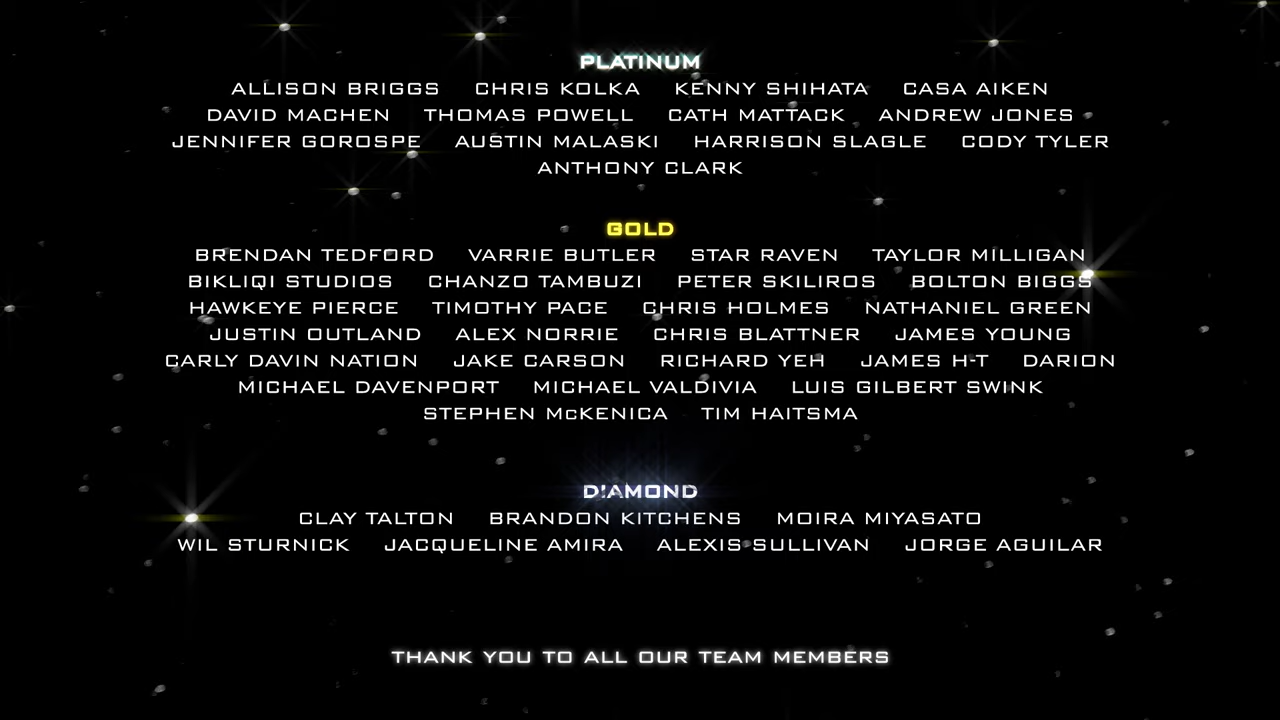 PLATINUM
ALLISON BRIGGS CHRIS KOLKA KENNY SHIHATA CASA AIKEN
DAVID MACHEN THOMAS POWELL CATH MATTACK ANDREW JONES
JENNIFER GOROSPE AUSTIN MALASKI HARRISON SLAGLE CODY TYLER
ANTHONY CLARK
GOLD
BRENDAN TEDFORD VARRIE BUTLER STAR RAVEN TAYLOR MILLIGAN
BIKLIQI STUDIOS CHANZO TAMBUZI PETER SKILIROS BOLTON BIGGS
HAWKEYE PIERCE TIMOTHY PACE CHRIS HOLMES NATHANIEL GREEN
JUSTIN OUTLAND ALEX NORRIE CHRIS BLATTNER JAMES YOUNG
CARLY DAVIN NATION JAKE CARSON RICHARD YEH JAMES H-T DARION
MICHAEL DAVENPORT MICHAEL VALDIVIA LUIS GILBERT SWINK
STEPHEN McKENICA TIM HAITSMA
DIAMOND
CLAY TALTON BRANDON KITCHENS MOIRA MIYASATO
WIL STURNICK JACQUELINE AMIRA ALEXIS SULLIVAN JORGE AGUILAR
THANK YOU TO ALL OUR TEAM MEMBERS